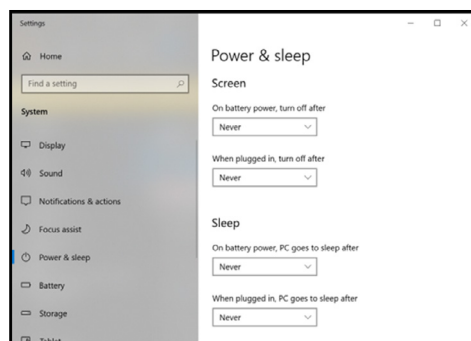 Settings
Home
Find a setting
System
Display
Sound
Notifications & actions
Focus assist
Power & sleep
Battery
Storage
Tablet
Power & sleep
Screen
On battery power, turn off after
Never
When plugged in, turn off after
Never
Sleep
On battery power, PC goes to sleep after
Never
When plugged in, PC goes to sleep after
Never